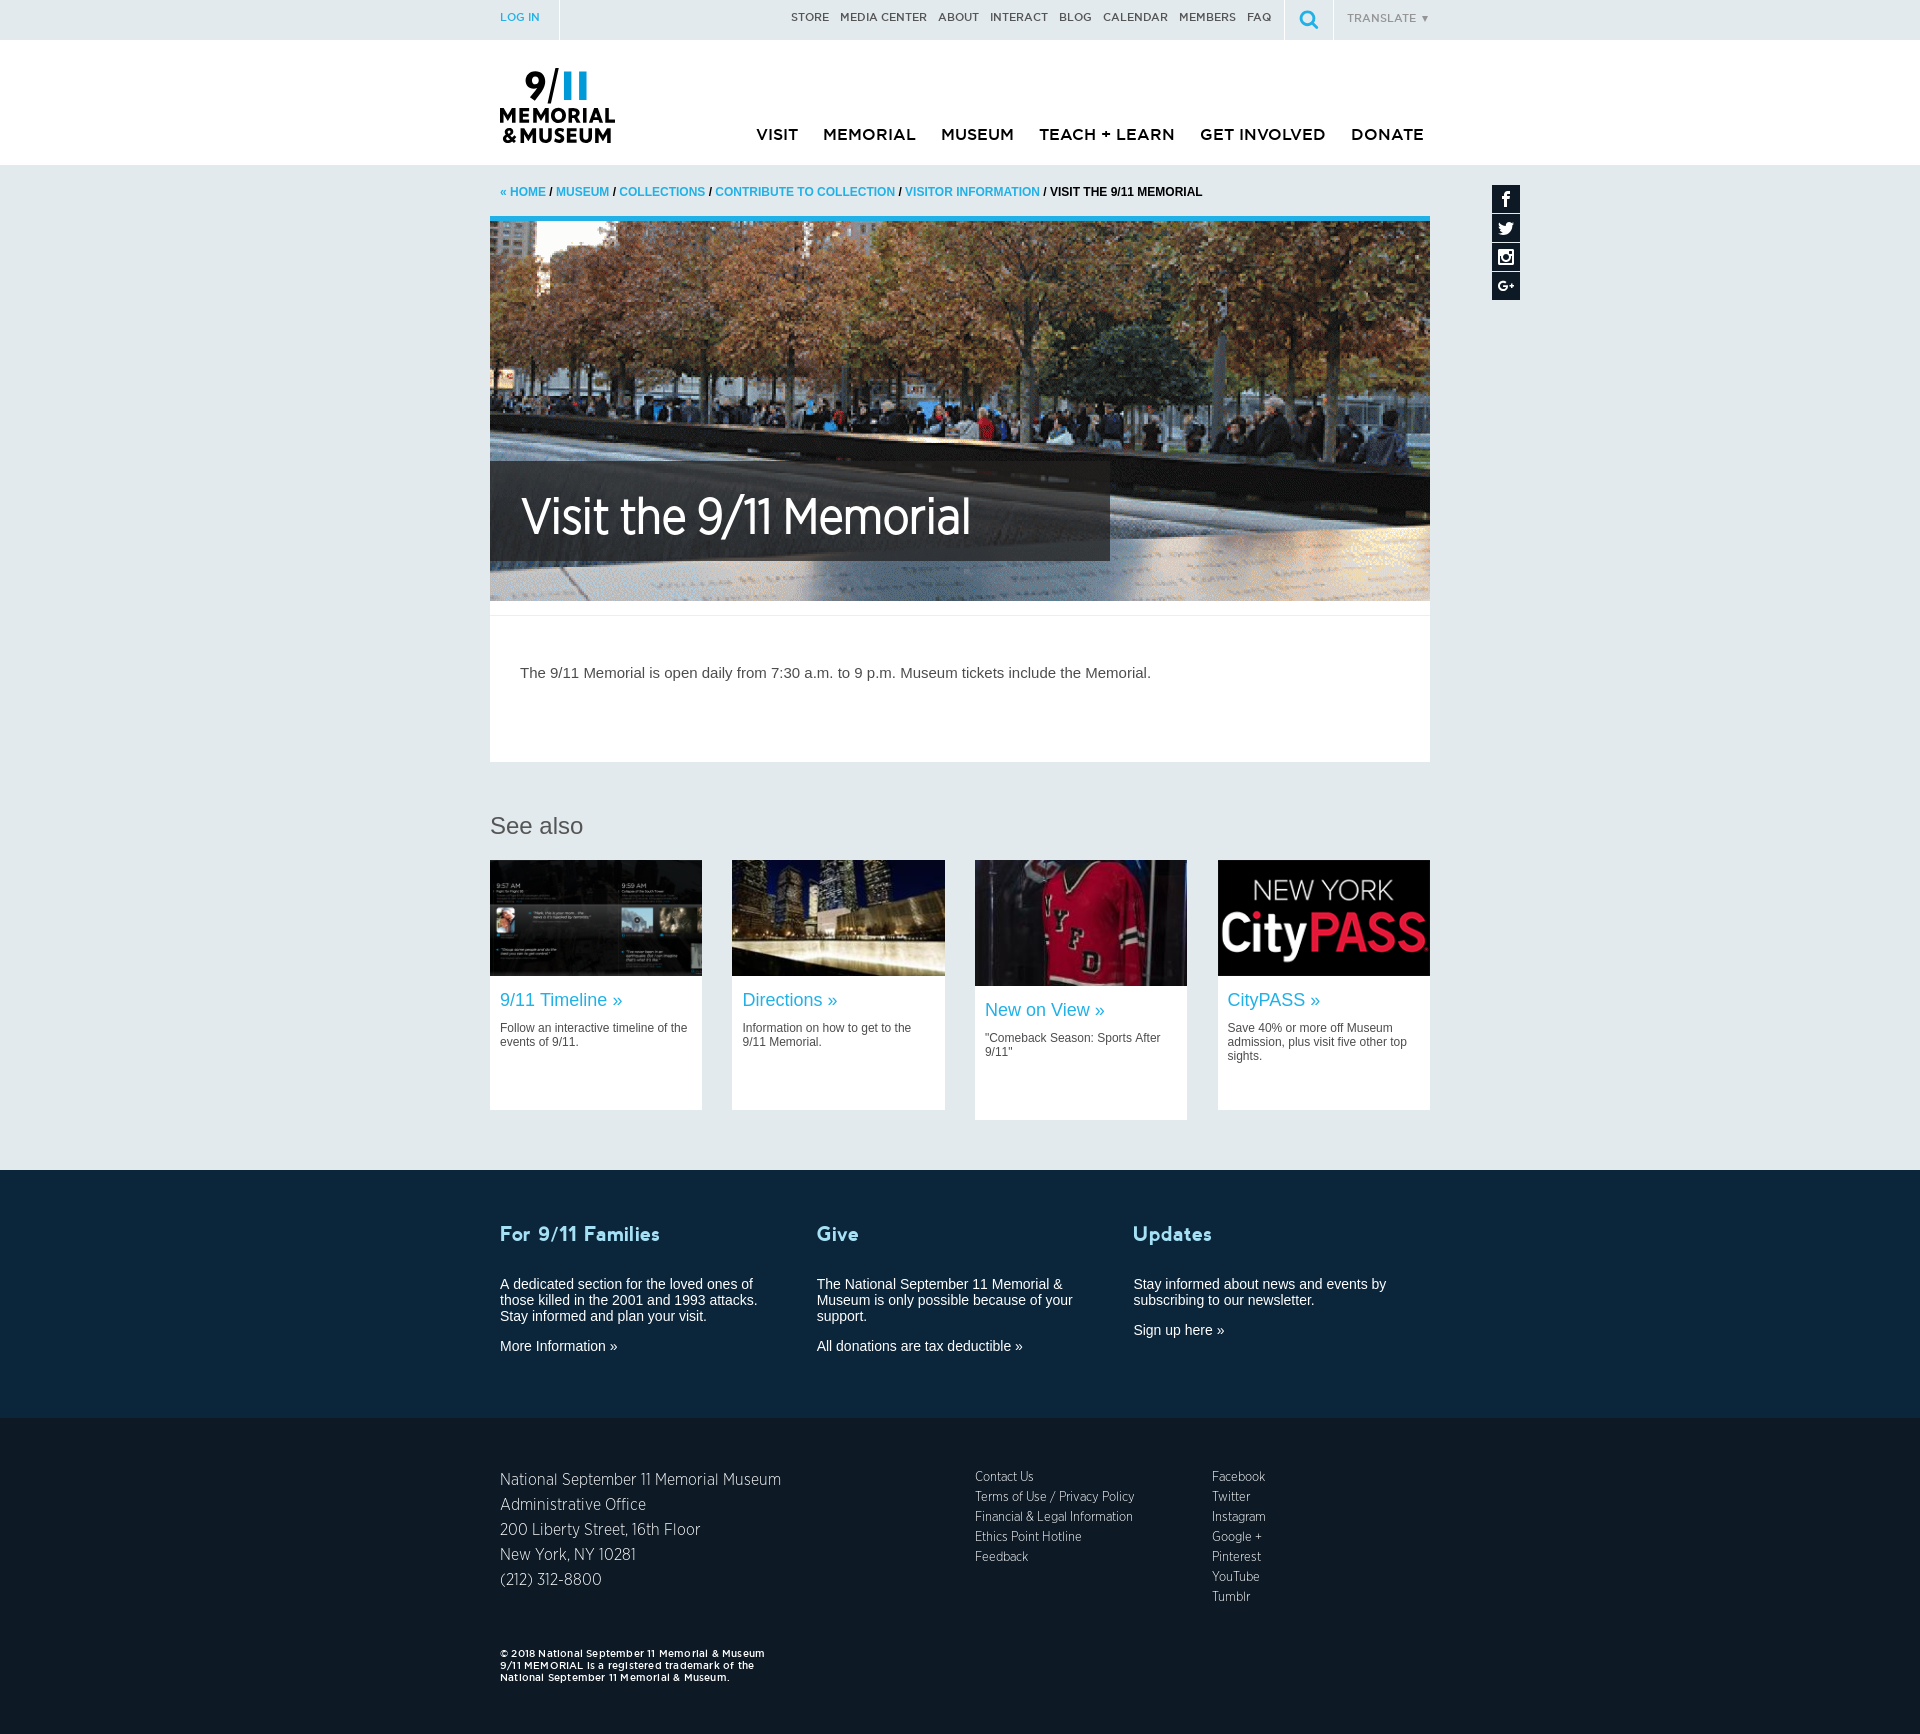 LOG IN
STORE MEDIA CENTER ABOUT INTERACT BLOG CALENDAR MEMBERS FAQ
TRANSLATE ▼
9/11
MEMORIAL
& MUSEUM
VISIT MEMORIAL MUSEUM TEACH + LEARN GET INVOLVED DONATE
« HOME / MUSEUM / COLLECTIONS / CONTRIBUTE TO COLLECTION / VISITOR INFORMATION / VISIT THE 9/11 MEMORIAL
Visit the 9/11 Memorial
The 9/11 Memorial is open daily from 7:30 a.m. to 9 p.m. Museum tickets include the Memorial.
See also
9:57 AM
9:59 AM
9/11 Timeline »
Follow an interactive timeline of the
events of 9/11.
Directions »
Information on how to get to the
9/11 Memorial.
NYFD
New on View »
"Comeback Season: Sports After
9/11"
NEW YORK
CityPASS
CityPASS »
Save 40% or more off Museum
admission, plus visit five other top
sights.
For 9/11 Families
A dedicated section for the loved ones of
those killed in the 2001 and 1993 attacks.
Stay informed and plan your visit.
More Information »
Give
The National September 11 Memorial &
Museum is only possible because of your
support.
All donations are tax deductible »
Updates
Stay informed about news and events by
subscribing to our newsletter.
Sign up here »
National September 11 Memorial Museum
Administrative Office
200 Liberty Street, 16th Floor
New York, NY 10281
(212) 312-8800
Contact Us
Terms of Use / Privacy Policy
Financial & Legal Information
Ethics Point Hotline
Feedback
Facebook
Twitter
Instagram
Google +
Pinterest
YouTube
Tumblr
© 2018 National September 11 Memorial & Museum
9/11 MEMORIAL is a registered trademark of the
National September 11 Memorial & Museum.